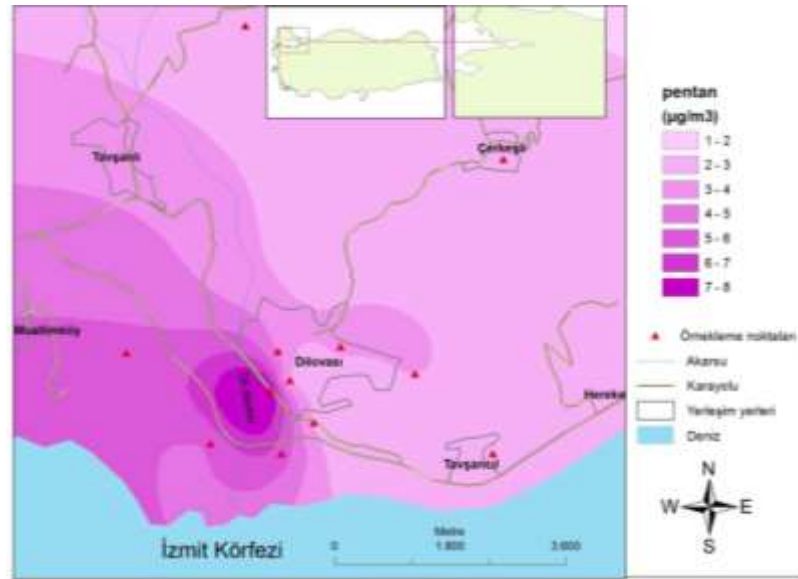 pentan
(µg/m3)
1 - 2
2 - 3
3 - 4
4 - 5
5 - 6
6 - 7
7 - 8
Örnekleme noktaları
Akarsu
Karayolu
Yerleşim yerleri
Deniz
N
W E
S
Tavşanlı
Çerkeşli
Muallimköy
Dilovası
Hereke
Tavşancıl
İzmit Körfezi
Metre
0 1.800 3.600